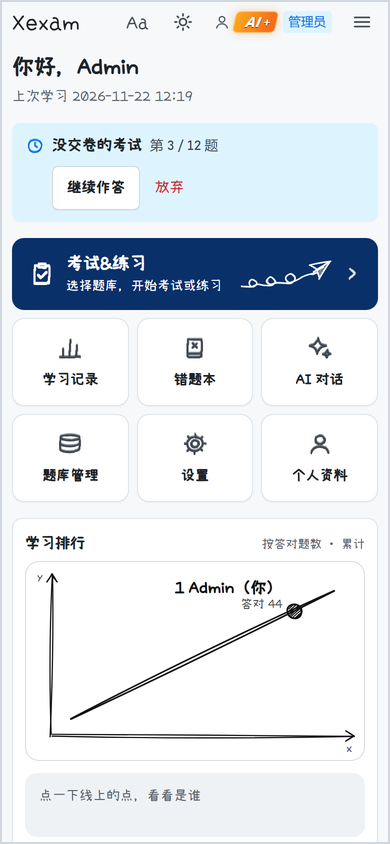 Xexam
Aa
AI+
管理员
你好，Admin
上次学习 2026-11-22 12:19
没交卷的考试 第 3 / 12 题
继续作答
放弃
考试&练习
选择题库，开始考试或练习
学习记录
错题本
AI 对话
题库管理
设置
个人资料
学习排行
按答对题数 • 累计
y
1 Admin（你）
答对 44
x
点一下线上的点，看看是谁